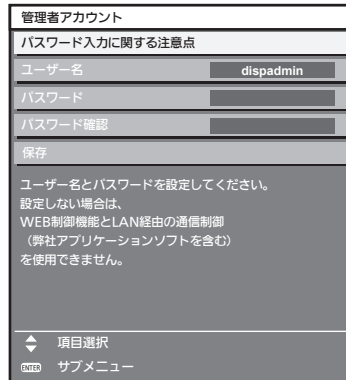 管理者アカウント
パスワード入力に関する注意点
ユーザー名 dispadmin
パスワード
パスワード確認
保存
ユーザー名とパスワードを設定してください。
設定しない場合は、
WEB制御機能とLAN経由の通信制御
（弊社アプリケーションソフトを含む）
を使用できません。
項目選択
ENTER サブメニュー